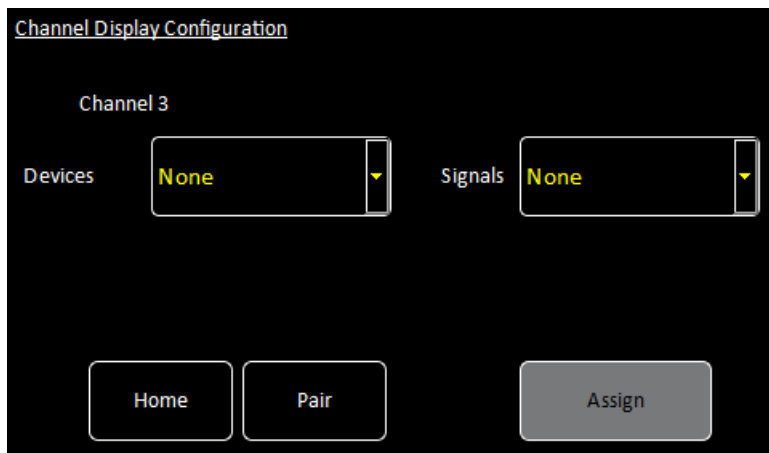 Channel Display Configuration
Channel 3
Devices None Signals None
Home Pair Assign